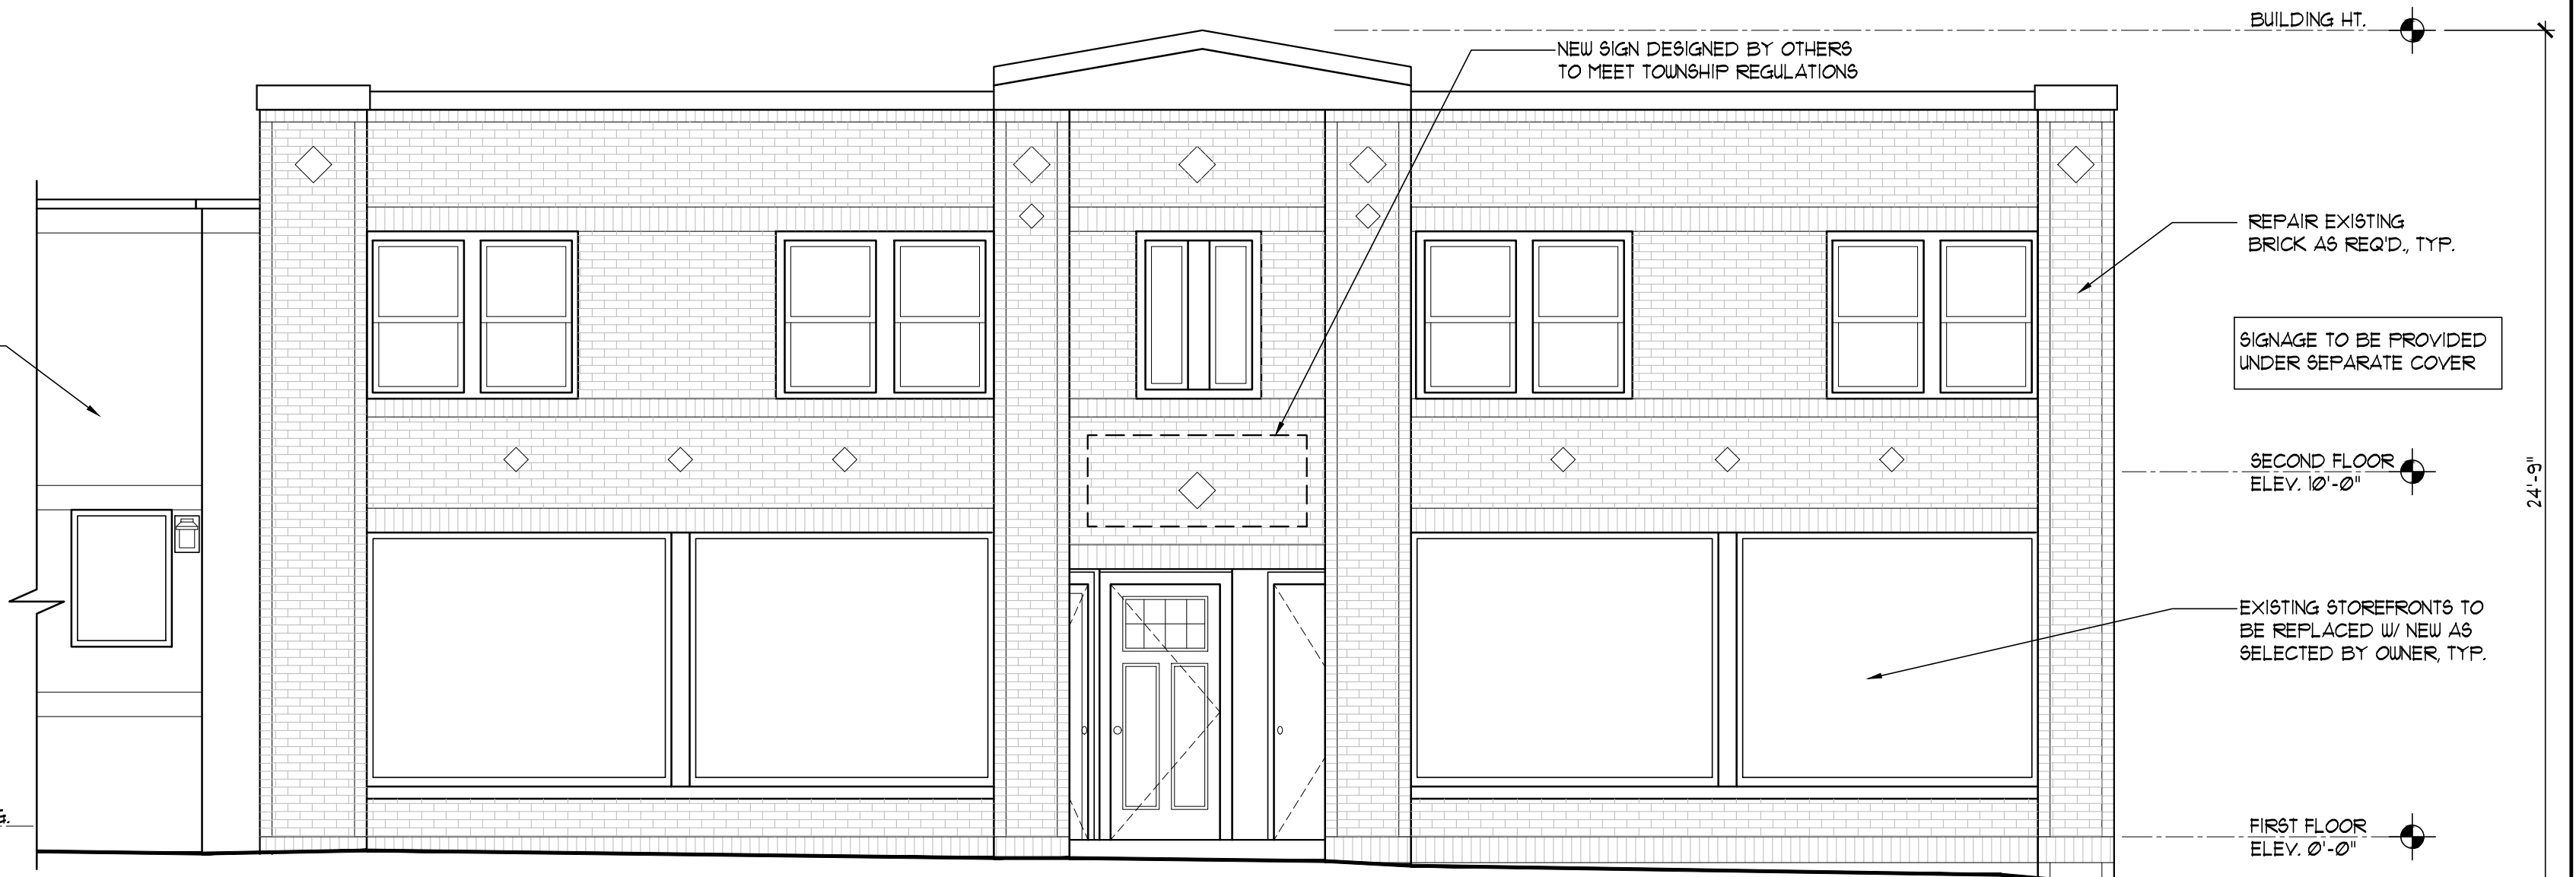 BUILDING HT.
NEW SIGN DESIGNED BY OTHERS
TO MEET TOWNSHIP REGULATIONS
REPAIR EXISTING
BRICK AS REQ'D., TYP.
SIGNAGE TO BE PROVIDED
UNDER SEPARATE COVER
SECOND FLOOR
ELEV. 10'-0"
24'-9"
EXISTING STOREFRONTS TO
BE REPLACED W/ NEW AS
SELECTED BY OWNER, TYP.
FIRST FLOOR
ELEV. 0'-0"